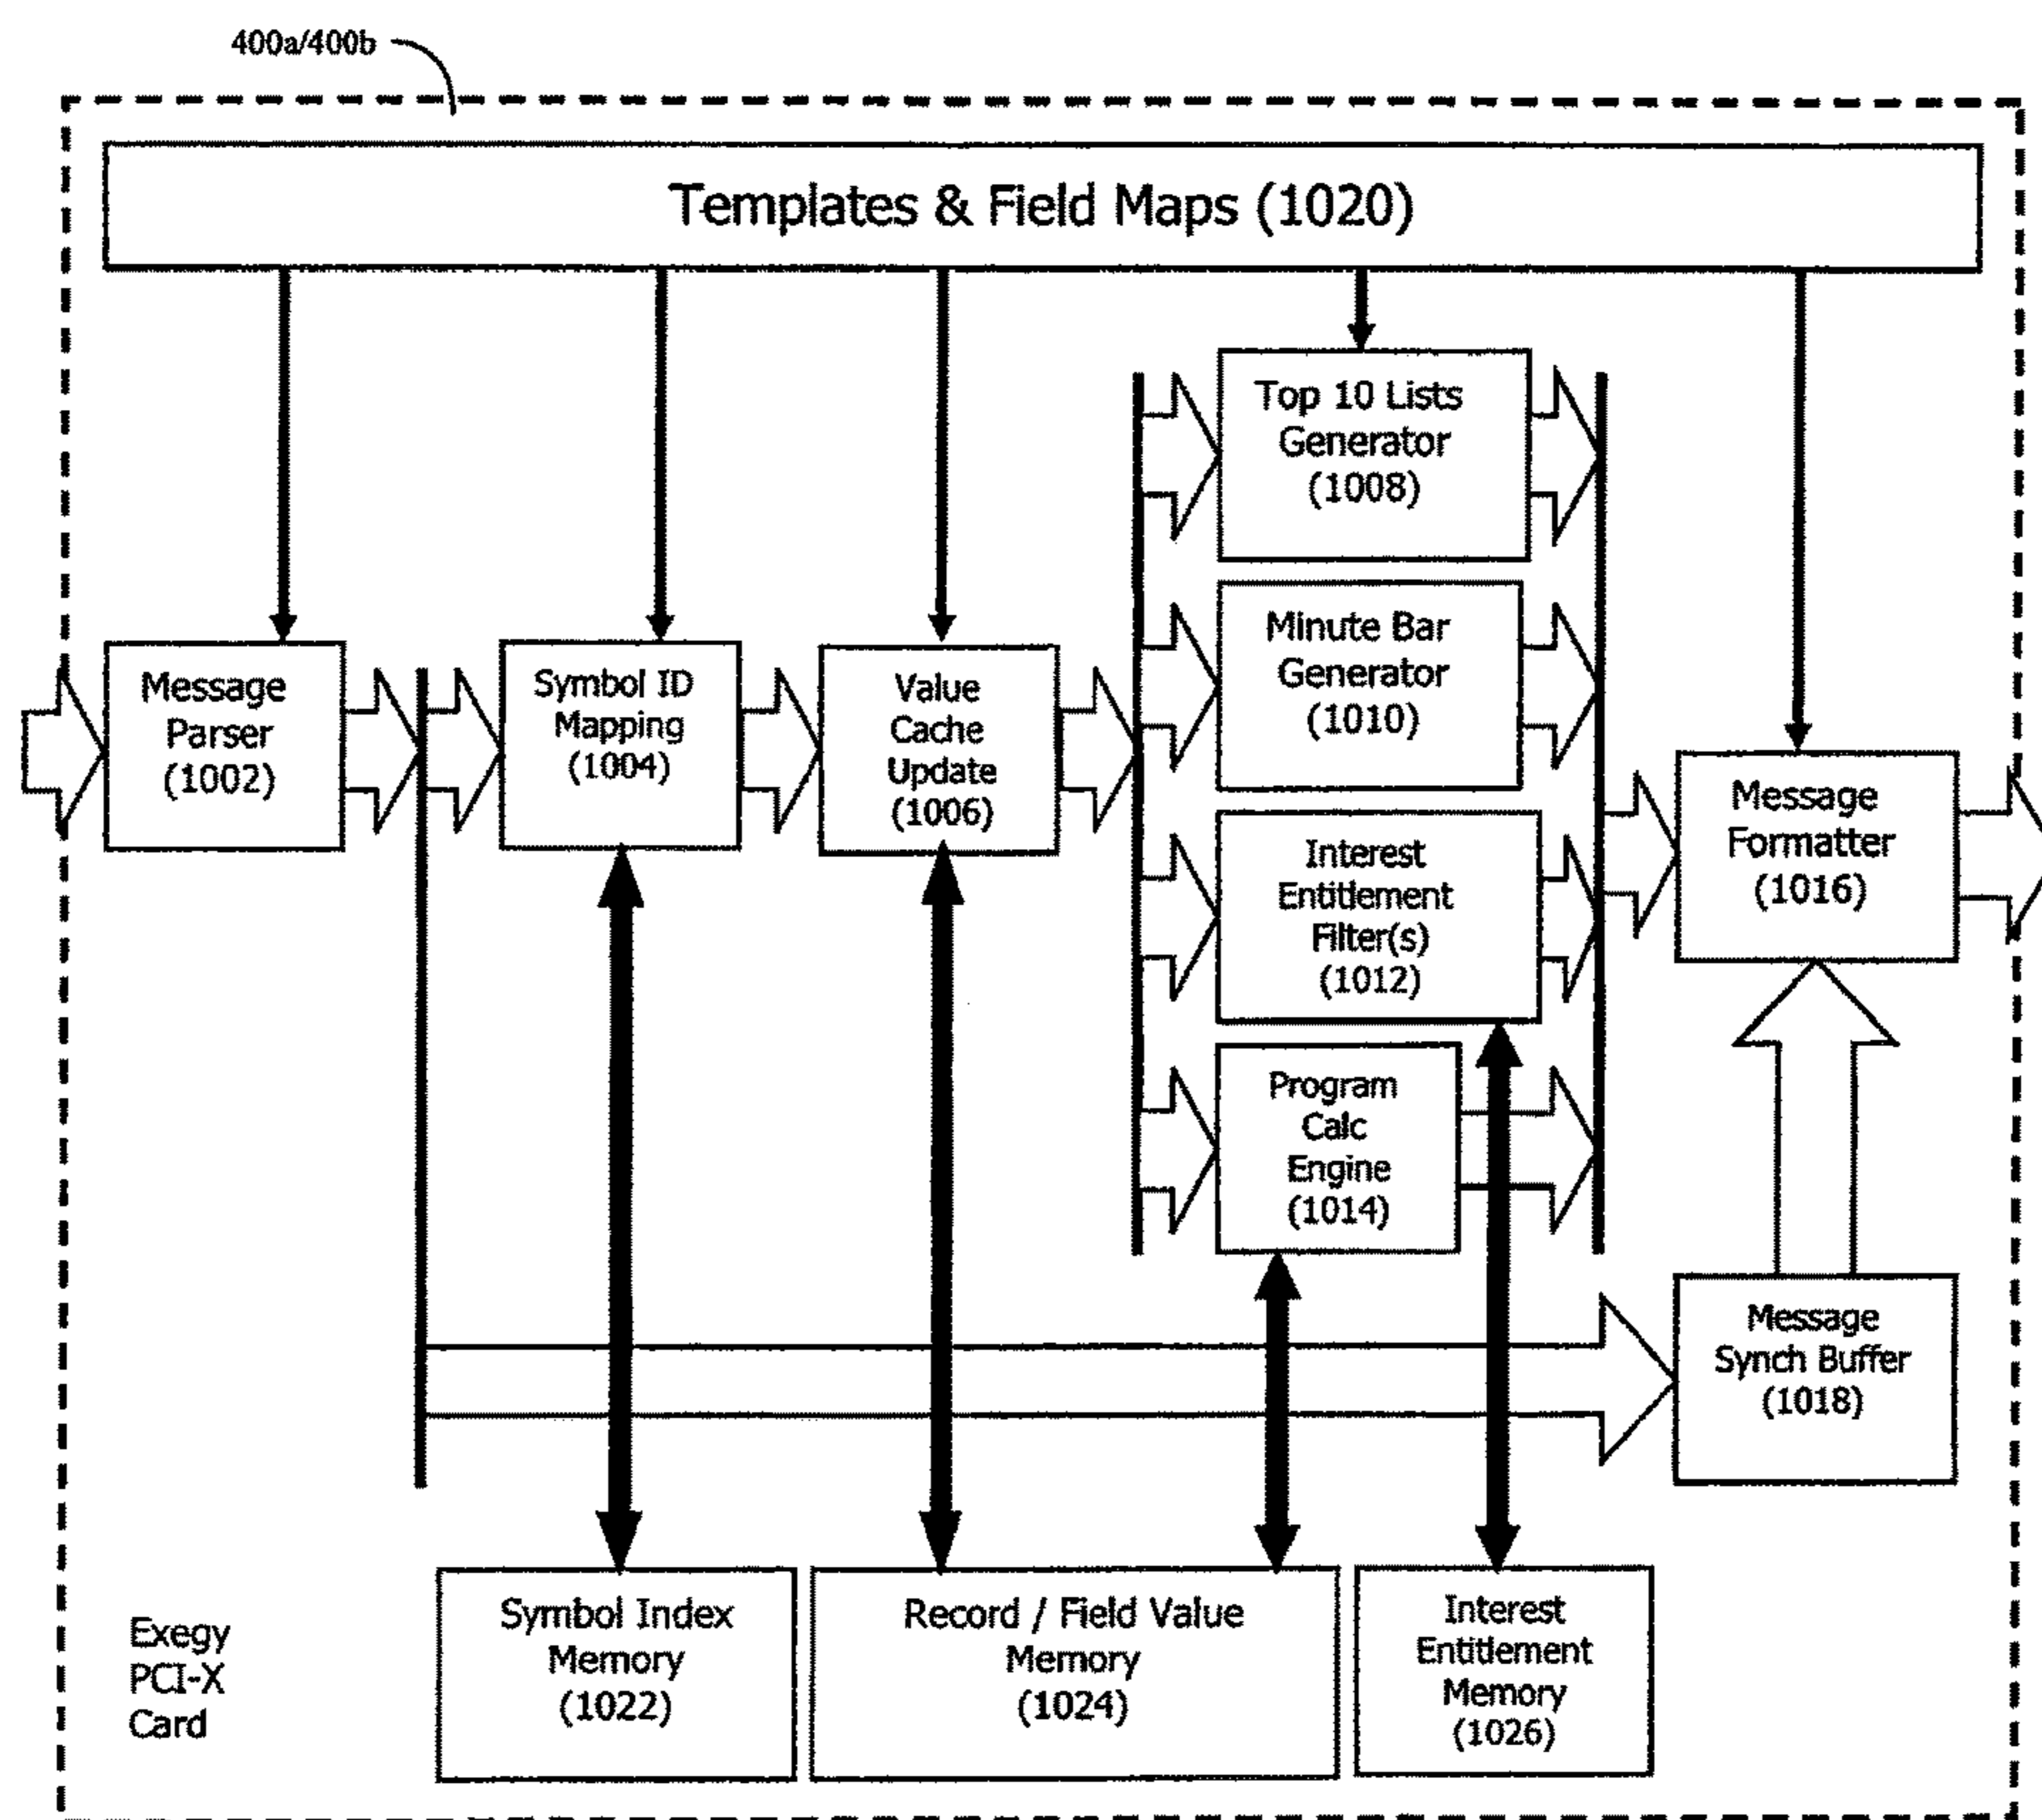 400a/400b
Templates & Field Maps (1020)
Top 10 Lists
Generator
(1008)
Minute Bar
Generator
(1010)
Message
Parser
(1002)
Symbol ID
Mapping
(1004)
Value
Cache
Update
(1006)
Interest
Entitlement
Filter(s)
(1012)
Message
Formatter
(1016)
Program
Calc
Engine
(1014)
Message
Synch Buffer
(1018)
Exegy
PCI-X
Card
Symbol Index
Memory
(1022)
Record / Field Value
Memory
(1024)
Interest
Entitlement
Memory
(1026)